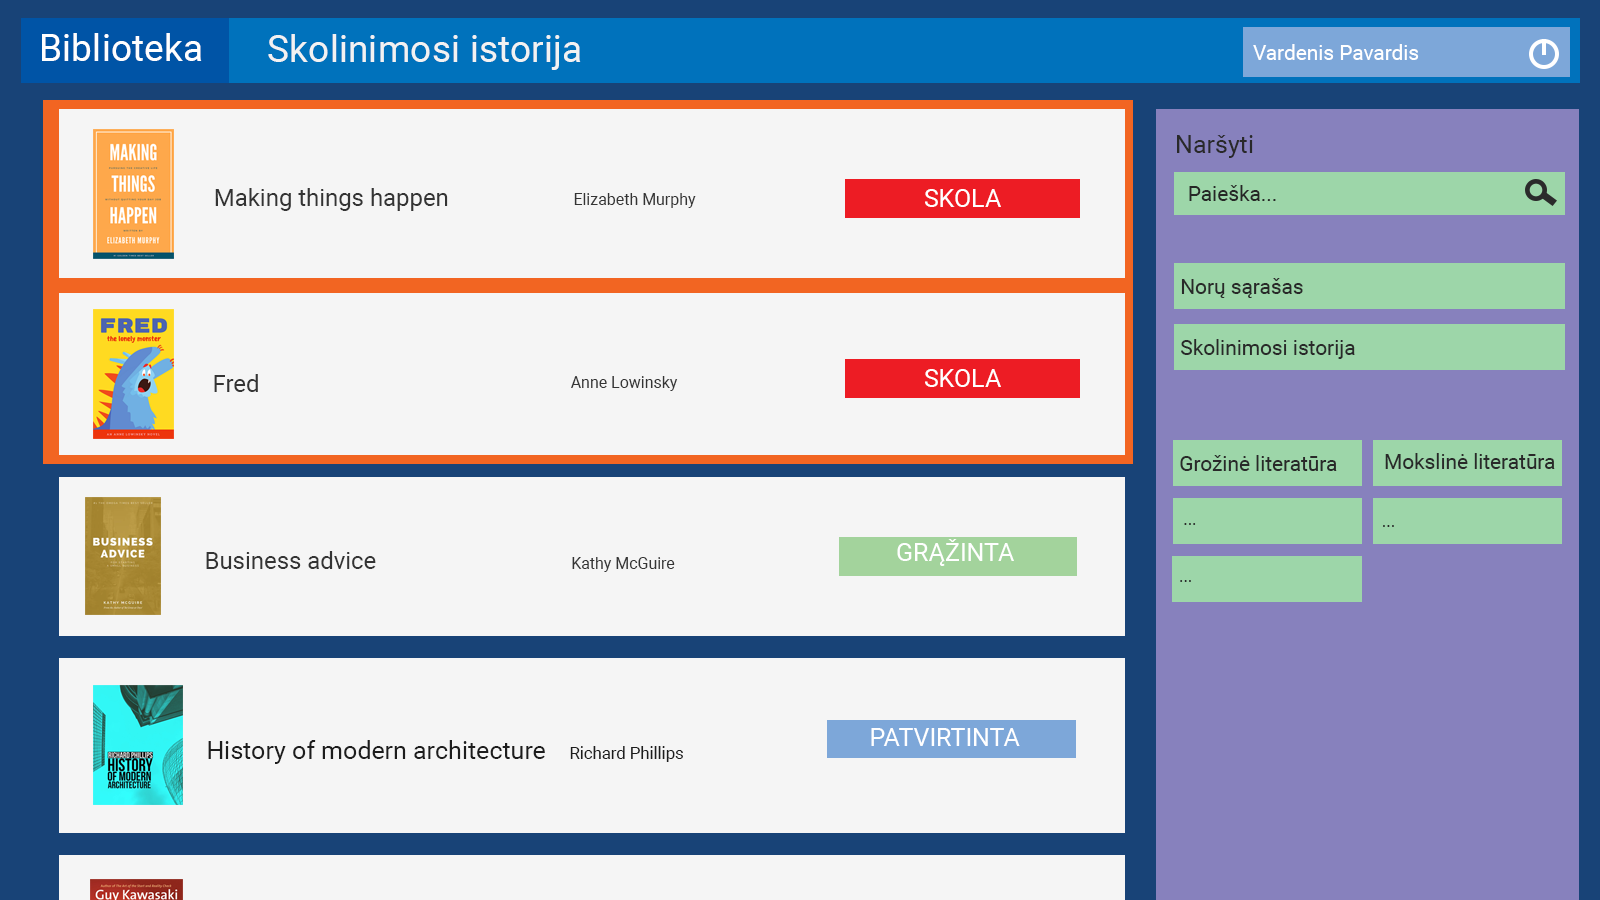 Biblioteka
Skolinimosi istorija
Vardenis Pavardis
MAKING
THINGS
HAPPEN
ELIZABETH MURPHY
Making things happen
Elizabeth Murphy
SKOLA
FRED
the lonely monster
Fred
Anne Lowinsky
SKOLA
BUSINESS
ADVICE
KATHY MCGUIRE
Business advice
Kathy McGuire
GRĄŽINTA
RICHARD PHILLIPS
HISTORY
OF MODERN
ARCHITECTURE
History of modern architecture
Richard Phillips
PATVIRTINTA
Guy Kawasaki
Naršyti
Paieška...
Norų sąrašas
Skolinimosi istorija
Grožinė literatūra
Mokslinė literatūra
...
...
...